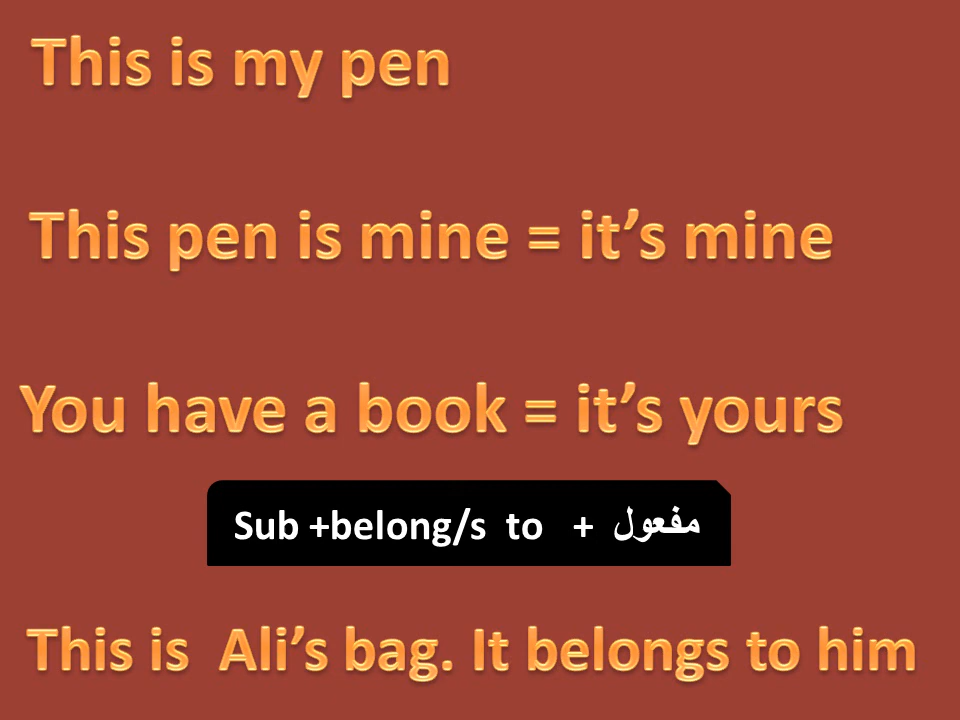 This is my pen
This pen is mine = it’s mine
You have a book = it’s yours
Sub +belong/s to + مفعول
This is Ali’s bag. It belongs to him